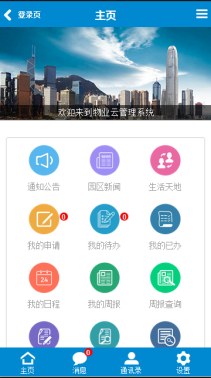 登录页 主页
欢迎来到物业云管理系统
通知公告 园区新闻 生活天地
0 0
我的申请 我的待办 我的已办
24
我的日程 我的周报 周报查询
0
主页 消息 通讯录 设置